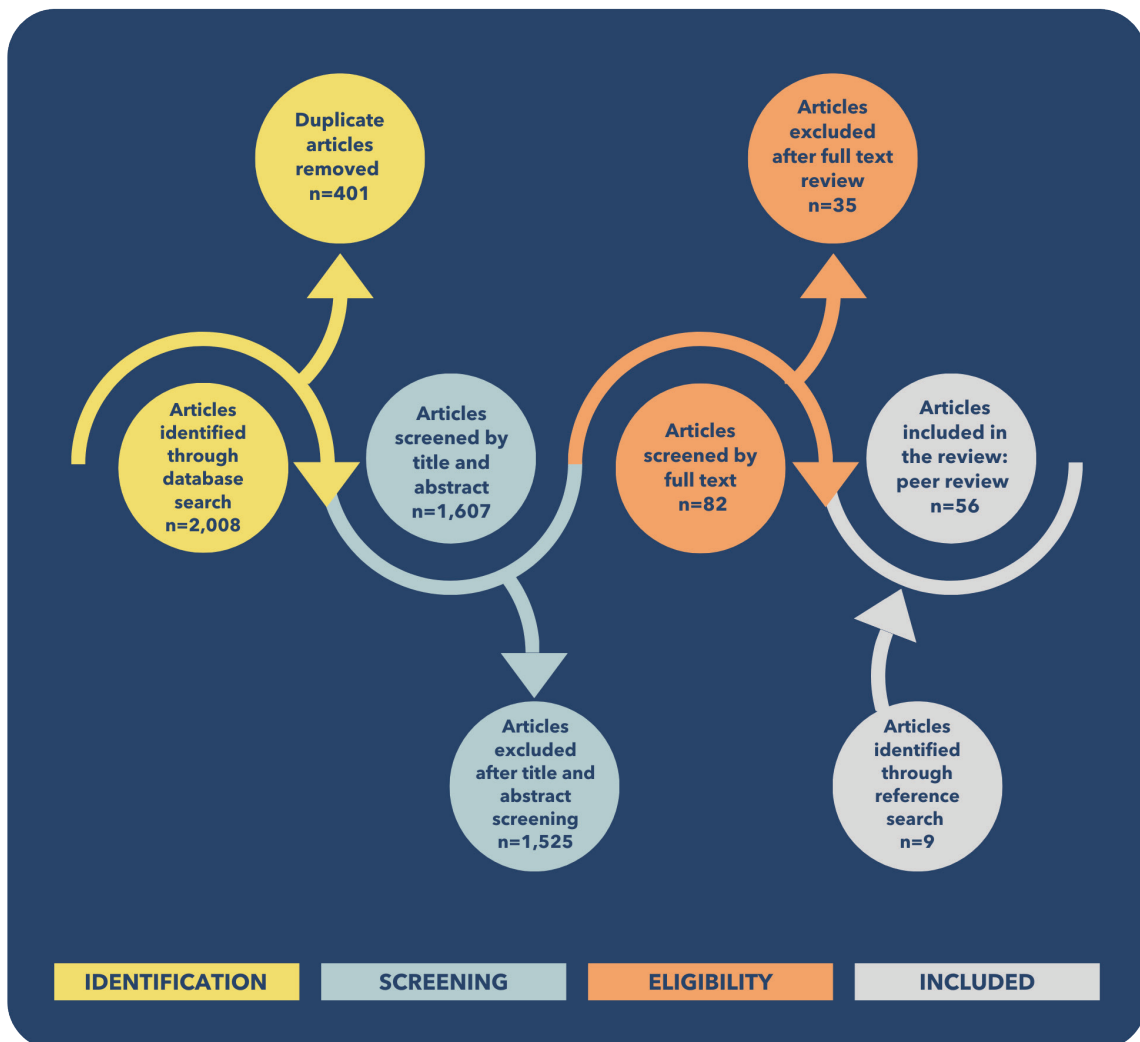 Duplicate
articles
removed
n=401
Articles
excluded
after full text
review
n=35
Articles
identified
through
database
search
n=2,008
Articles
screened by
title and
abstract
n=1,607
Articles
screened by
full text
n=82
Articles
included in
the review:
peer review
n=56
Articles
excluded
after title and
abstract
screening
n=1,525
Articles
identified
through
reference
search
n=9
IDENTIFICATION
SCREENING
ELIGIBILITY
INCLUDED